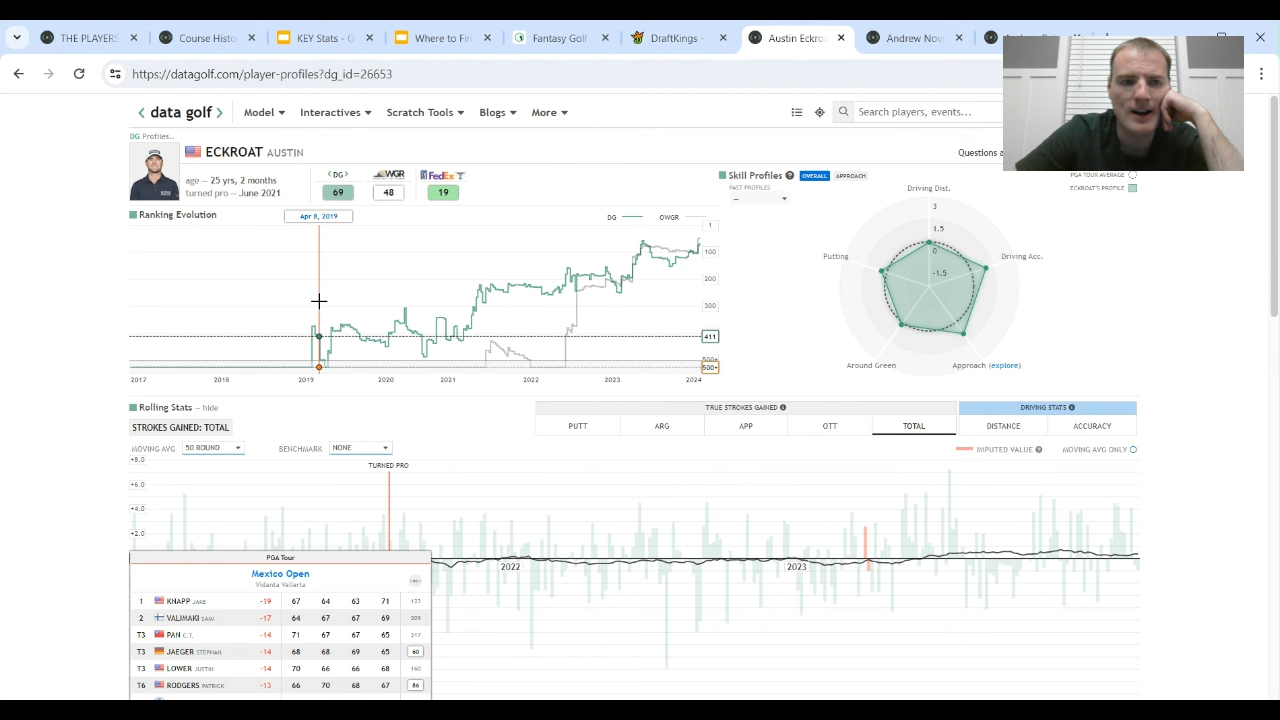 THE PLAYERS
Course Histo
KEY Stats - G
Where to Fin
Fantasy Golf
DraftKings -
Austin Eckro
Andrew Nova
https://datagolf.com/player-profiles?dg_id=
data golf
Model
Interactives
Scratch Tools
Blogs
More
Search players, events...
DG Profiles..
ECKROAT AUSTIN
Questions a
age — 25 yrs, 2 months
turned pro — June 2021
DG
OWGR
FedEx
69
48
19
Skill Profiles
OVERALL
APPROACH
PAST PROFILES
—
PGA TOUR AVERAGE
ECKROAT'S PROFILE
Ranking Evolution
Apr 8, 2019
DG
OWGR
1
100
200
300
411
500+
500+
2017
2018
2019
2020
2021
2022
2023
2024
Driving Dist.
3
1.5
0
-1.5
Putting
Driving Acc.
Around Green
Approach (explore)
Rolling Stats — hide
TRUE STROKES GAINED
DRIVING STATS
STROKES GAINED: TOTAL
PUTT
ARG
APP
OTT
TOTAL
DISTANCE
ACCURACY
MOVING AVG
50 ROUND
BENCHMARK
NONE
IMPUTED VALUE
MOVING AVG ONLY
+8.0
+6.0
+4.0
+2.0
TURNED PRO
2022
2023
PGA Tour
Mexico Open
Vidanta Vallarta
1 KNAPP JAKE -19 67 64 63 71 123
2 VALIMAKI SAMI -17 64 67 67 69 209
T3 PAN C.T. -14 71 67 67 65 317
T3 JAEGER STEPHAN -14 68 68 69 65 60
T3 LOWER JUSTIN -14 70 66 66 68 160
T6 RODGERS PATRICK -13 66 70 68 67 86